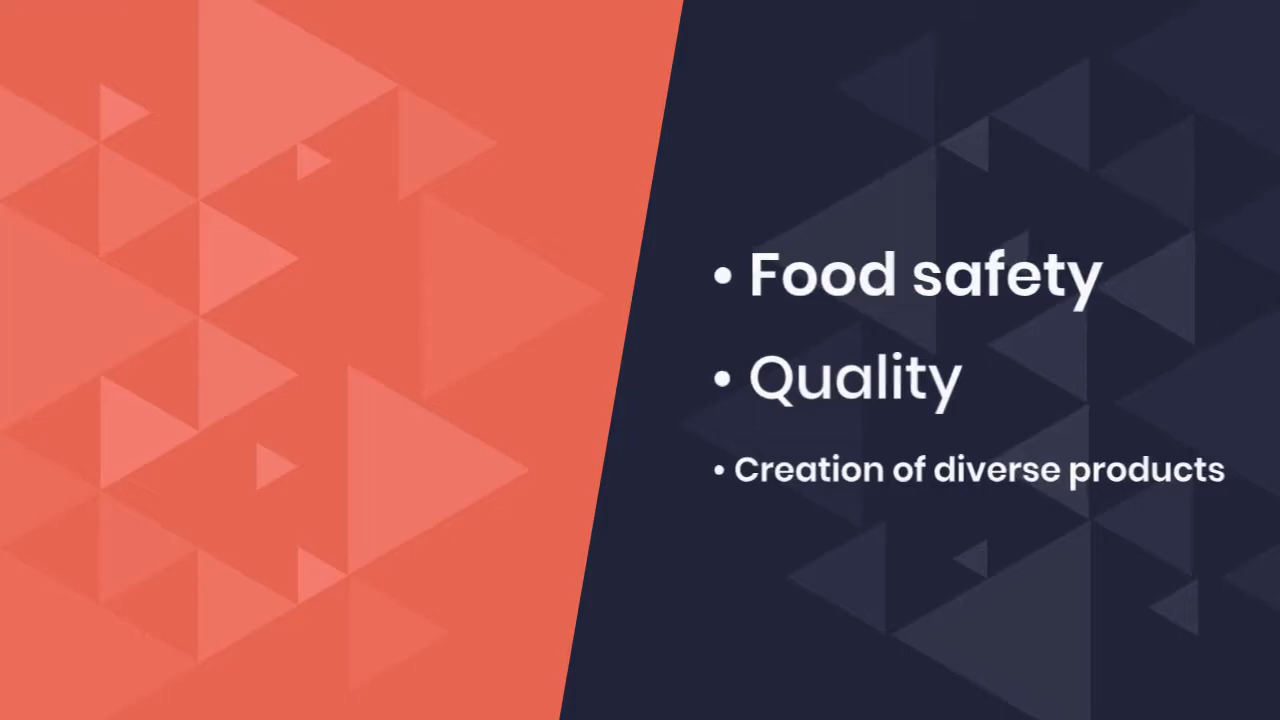 • Food safety
• Quality
• Creation of diverse products